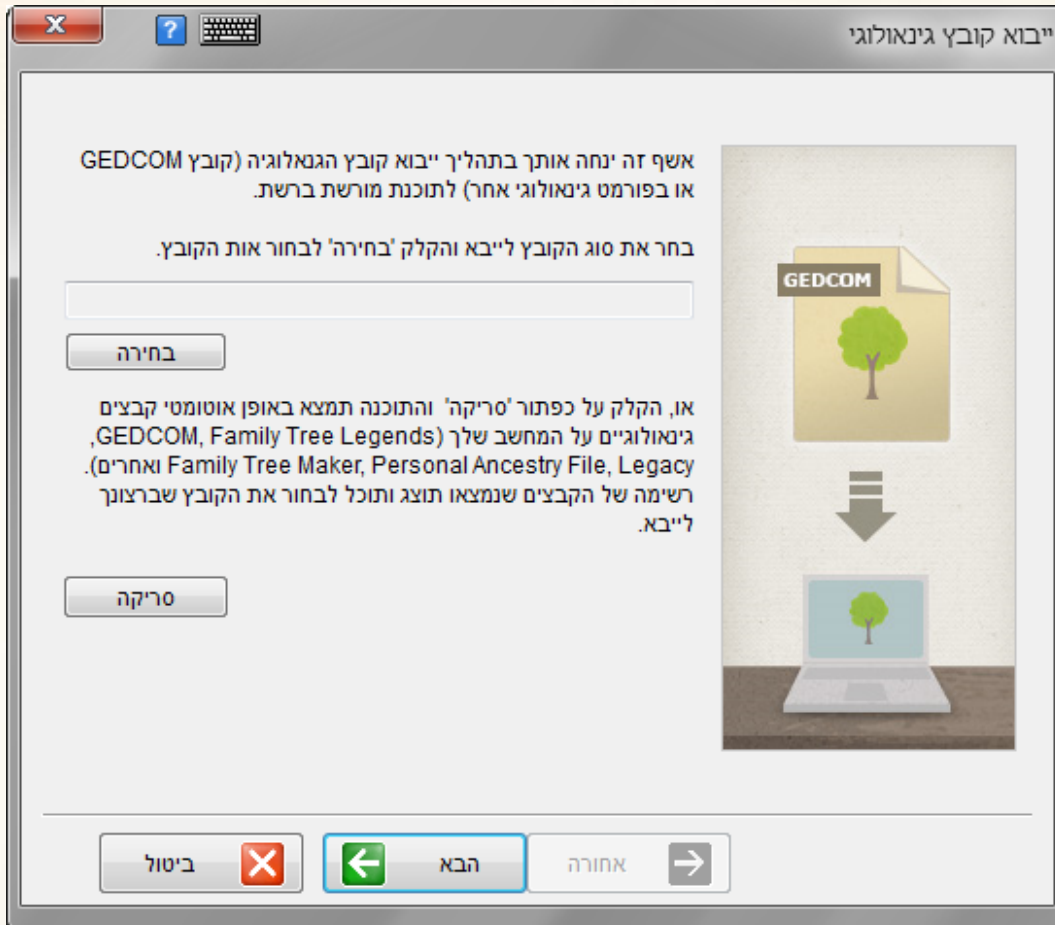 ייבוא קובץ גינאולוגי
אשף זה ינחה אותך בתהליך ייבוא קובץ הגנאלוגיה (קובץ GEDCOM
או בפורמט גינאולוגי אחר) לתוכנת מורשת ברשת.
בחר את סוג הקובץ לייבא והקלק 'בחירה' לבחור אות הקובץ.
GEDCOM
בחירה
או, הקלק על כפתור 'סריקה' והתוכנה תמצא באופן אוטומטי קבצים
גינאולוגיים על המחשב שלך (GEDCOM, Family Tree Legends,
Family Tree Maker, Personal Ancestry File, Legacy ואחרים).
רשימה של הקבצים שנמצאו תוצג ותוכל לבחור את הקובץ שברצונך
לייבא.
סריקה
אחורה
הבא
ביטול